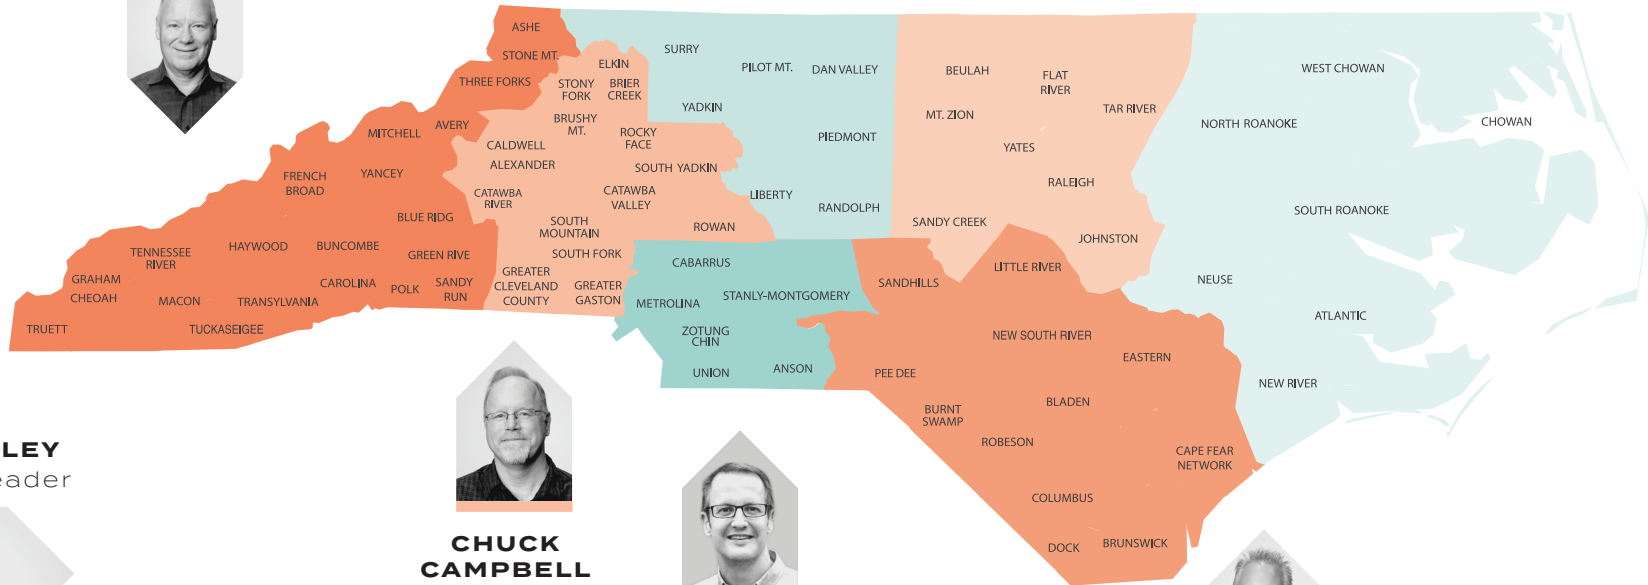 ASHE
STONE MT.
THREE FORKS
AVERY
MITCHELL
YANCEY
FRENCH
BROAD
BLUE RIDG
BUNCOMBE
HAYWOOD
GREEN RIVE
TENNESSEE
RIVER
GRAHAM
CHEOAH
MACON
TRANSYLVANIA
CAROLINA
POLK
SANDY
RUN
TRUETT
TUCKASEIGEE
ELKIN
STONY
FORK
BRIER
CREEK
BRUSHY
MT.
ROCKY
FACE
CALDWELL
ALEXANDER
SOUTH YADKIN
CATAWBA
RIVER
CATAWBA
VALLEY
SOUTH
MOUNTAIN
ROWAN
SOUTH FORK
GREATER
CLEVELAND
COUNTY
GREATER
GASTON
SURRY
PILOT MT.
DAN VALLEY
YADKIN
PIEDMONT
LIBERTY
RANDOLPH
CABARRUS
METROLINA
STANLY-MONTGOMERY
ZOTUNG
CHIN
UNION
ANSON
BEULAH
FLAT
RIVER
TAR RIVER
MT. ZION
YATES
RALEIGH
SANDY CREEK
JOHNSTON
SANDHILLS
LITTLE RIVER
NEW SOUTH RIVER
EASTERN
PEE DEE
BURNT
SWAMP
BLADEN
ROBESON
CAPE FEAR
NETWORK
COLUMBUS
DOCK
BRUNSWICK
WEST CHOWAN
NORTH ROANOKE
CHOWAN
SOUTH ROANOKE
NEUSE
ATLANTIC
NEW RIVER
LEY
eader
CHUCK
CAMPBELL